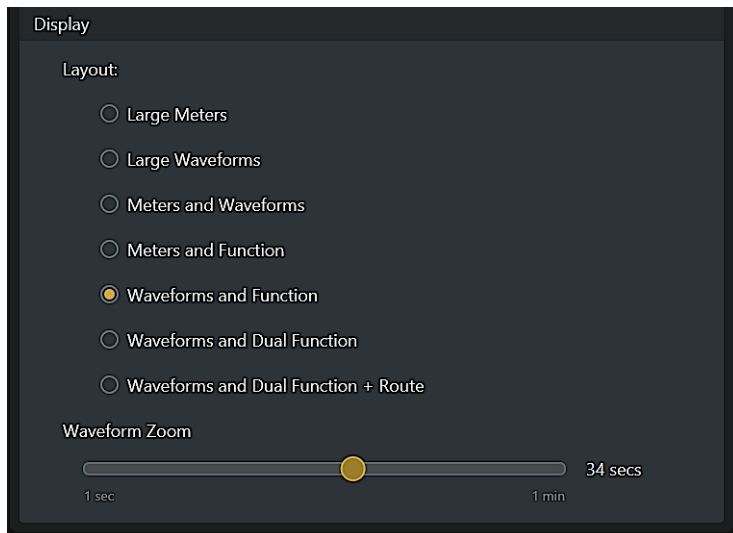 Display
Layout:
Large Meters
Large Waveforms
Meters and Waveforms
Meters and Function
Waveforms and Function
Waveforms and Dual Function
Waveforms and Dual Function + Route
Waveform Zoom
34 secs
1 sec
1 min